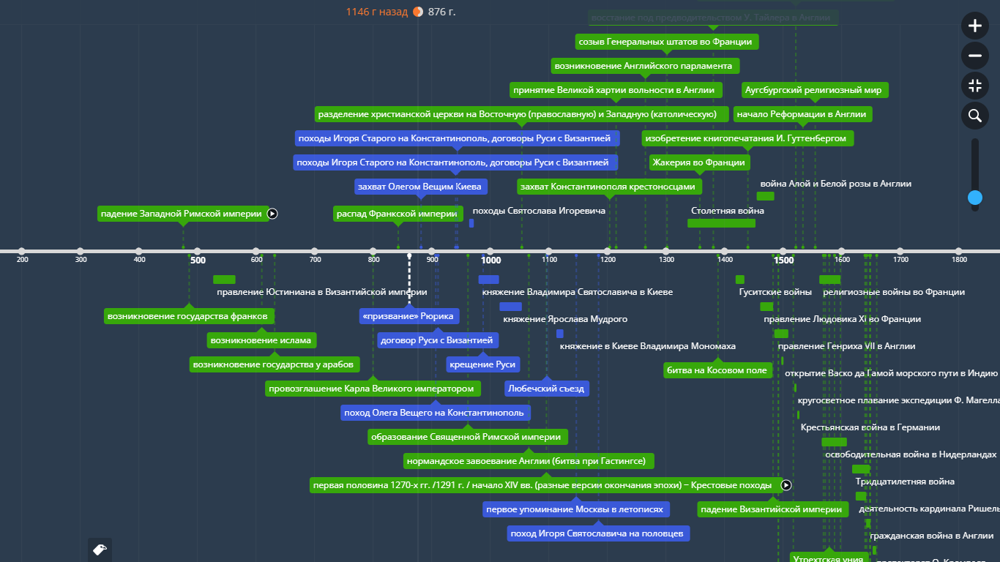 1146 г назад 876 г.
восстание под предводительством У. Тайлера в Англии
созыв Генеральных штатов во Франции
возникновение Английского парламента
принятие Великой хартии вольности в Англии
Аугсбургский религиозный мир
разделение христианской церкви на Восточную (православную) и Западную (католическую)
начало Реформации в Англии
походы Игоря Старого на Константинополь, договоры Руси с Византией
изобретение книгопечатания И. Гуттенбергом
походы Игоря Старого на Константинополь, договоры Руси с Византией
Жакерия во Франции
захват Олегом Вещим Киева
захват Константинополя крестоносцами
война Алой и Белой розы в Англии
падение Западной Римской империи
распад Франкской империи
походы Святослава Игоревича
Столетняя война
200 300 400 500 600 700 800 900 1000 1100 1200 1300 1400 1500 1600 1700 1800
правление Юстиниана в Византийской империи
княжение Владимира Святославича в Киеве
Гуситские войны
религиозные войны во Франции
возникновение государства франков
«призвание» Рюрика
княжение Ярослава Мудрого
правление Людовика XI во Франции
возникновение ислама
договор Руси с Византией
княжение в Киеве Владимира Мономаха
правление Генриха VII в Англии
возникновение государства у арабов
крещение Руси
битва на Косовом поле
открытие Васко да Гамой морского пути в Индию
провозглашение Карла Великого императором
Любечский съезд
кругосветное плавание экспедиции Ф. Магелла
поход Олега Вещего на Константинополь
Крестьянская война в Германии
образование Священной Римской империи
освободительная война в Нидерландах
нормандское завоевание Англии (битва при Гастингсе)
Тридцатилетняя война
первая половина 1270-х гг. /1291 г. / начало XIV вв. (разные версии окончания эпохи) – Крестовые походы
первое упоминание Москвы в летописях
падение Византийской империи
деятельность кардинала Ришель
поход Игоря Святославича на половцев
гражданская война в Англии
Утрехтская уния
протекторат О. Кромвеля